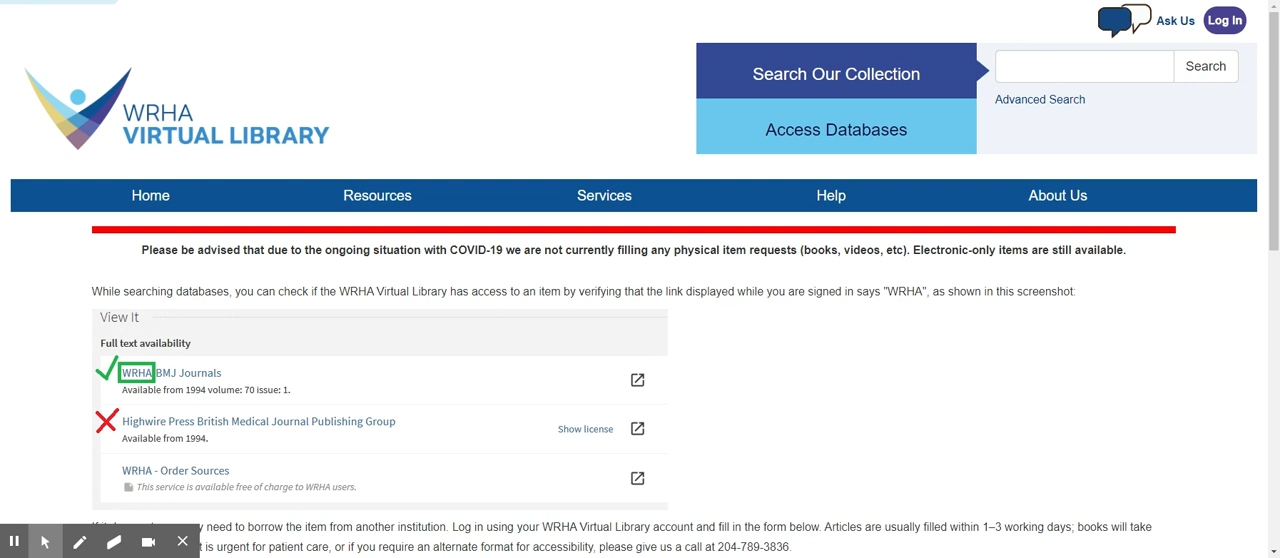 Ask Us
Log In
Search Our Collection
Search
Advanced Search
Access Databases
WRHA
VIRTUAL LIBRARY
Home
Resources
Services
Help
About Us
Please be advised that due to the ongoing situation with COVID-19 we are not currently filling any physical item requests (books, videos, etc). Electronic-only items are still available.
While searching databases, you can check if the WRHA Virtual Library has access to an item by verifying that the link displayed while you are signed in says "WRHA", as shown in this screenshot:
View It
Full text availability
WRHA BMJ Journals
Available from 1994 volume: 70 issue: 1.
Highwire Press British Medical Journal Publishing Group
Show license
Available from 1994.
WRHA - Order Sources
This service is available free of charge to WRHA users.
need to borrow the item from another institution. Log in using your WRHA Virtual Library account and fill in the form below. Articles are usually filled within 1–3 working days; books will take
is urgent for patient care, or if you require an alternate format for accessibility, please give us a call at 204-789-3836.